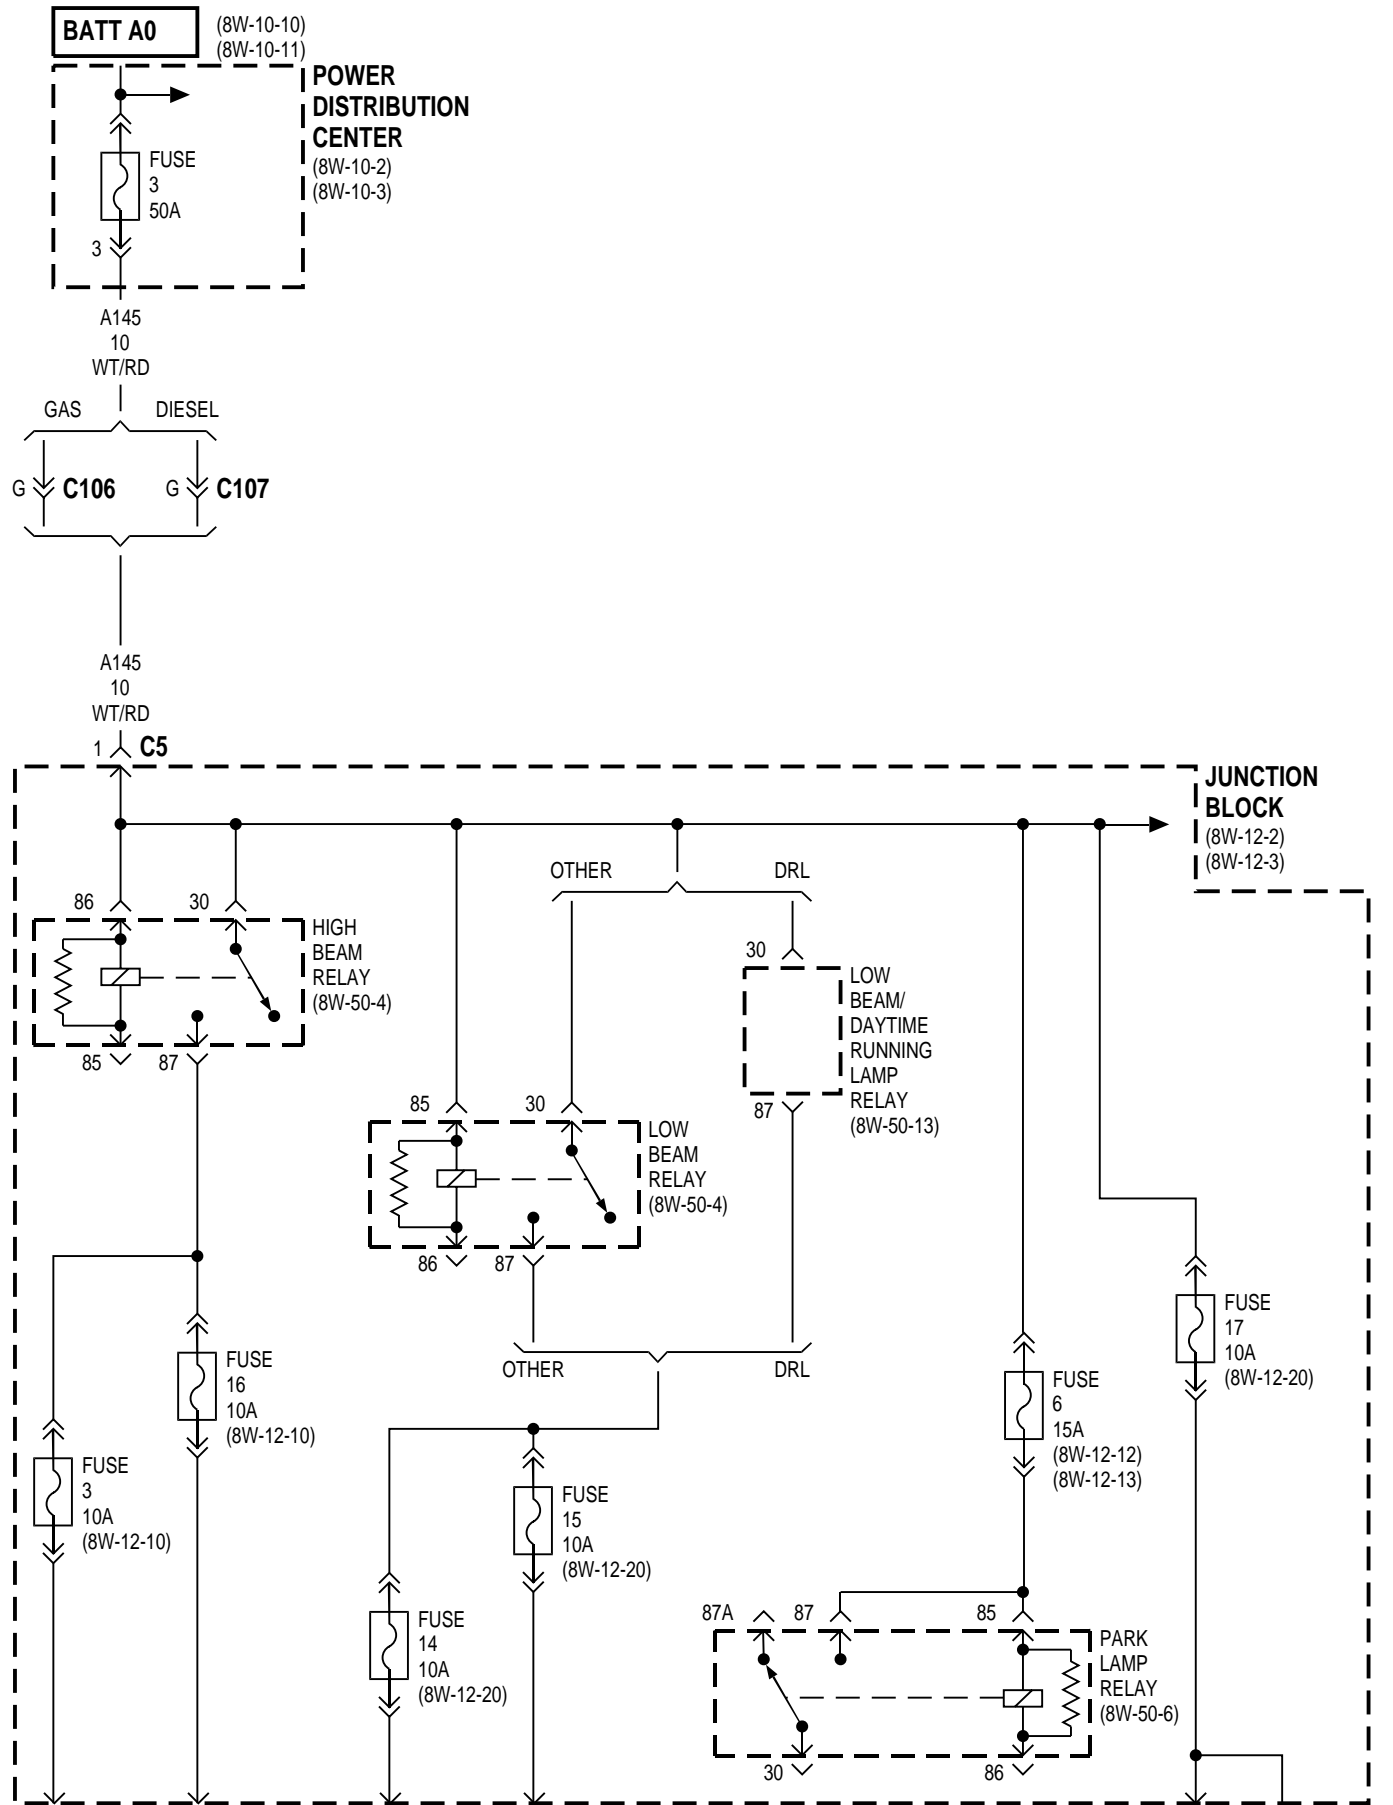 BATT A0
(8W-10-10)
(8W-10-11)
POWER
DISTRIBUTION
CENTER
(8W-10-2)
(8W-10-3)
FUSE
3
50A
3
A145
10
WT/RD
GAS
DIESEL
G
C106
G
C107
A145
10
WT/RD
1
C5
JUNCTION
BLOCK
(8W-12-2)
(8W-12-3)
OTHER
DRL
86
30
HIGH
BEAM
RELAY
(8W-50-4)
85
87
30
LOW
BEAM/
DAYTIME
RUNNING
LAMP
RELAY
(8W-50-13)
87
85
30
LOW
BEAM
RELAY
(8W-50-4)
86
87
OTHER
DRL
FUSE
17
10A
(8W-12-20)
FUSE
16
10A
(8W-12-10)
FUSE
6
15A
(8W-12-12)
(8W-12-13)
FUSE
3
10A
(8W-12-10)
FUSE
15
10A
(8W-12-20)
FUSE
14
10A
(8W-12-20)
87A
87
85
PARK
LAMP
RELAY
(8W-50-6)
30
86